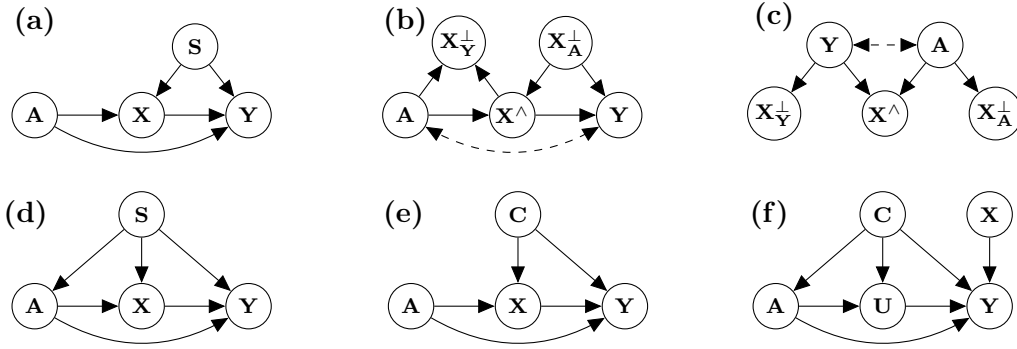 (a)
S
A X Y
(b)
X⊥Y X⊥A
A X^ Y
(c)
Y A
X⊥Y X^ X⊥A
(d)
S
A X Y
(e)
C
A X Y
(f)
C X
A U Y